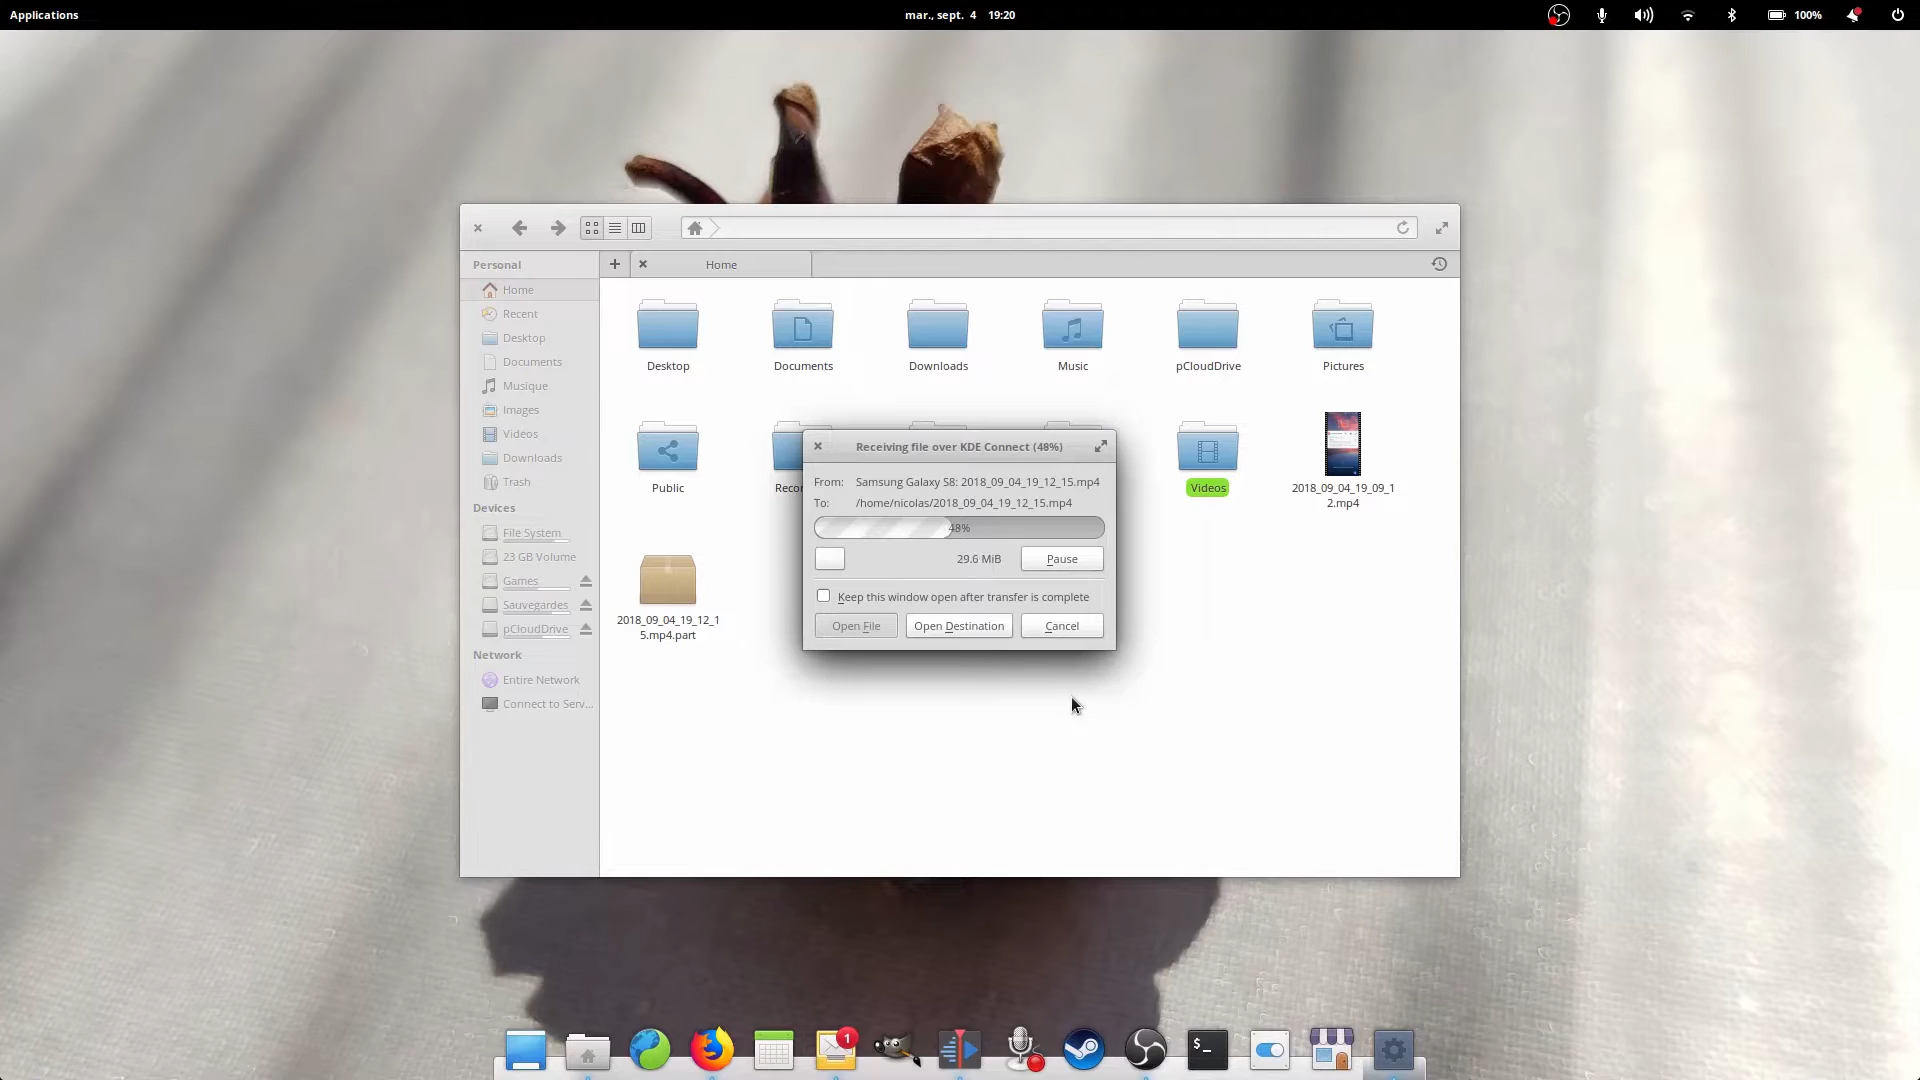 Applications
mar., sept. 4 19:20
100%
Personal
Home
Recent
Desktop
Documents
Musique
Images
Videos
Downloads
Trash
Devices
File System
23 GB Volume
Games
Sauvegardes
pCloudDrive
Network
Entire Network
Connect to Serv...
Home
Desktop
Documents
Downloads
Music
pCloudDrive
Pictures
Public
Videos
2018_09_04_19_09_1
2.mp4
2018_09_04_19_12_1
5.mp4.part
Receiving file over KDE Connect (48%)
From: Samsung Galaxy S8: 2018_09_04_19_12_15.mp4
To: /home/nicolas/2018_09_04_19_12_15.mp4
48%
29.6 MiB
Pause
Keep this window open after transfer is complete
Open File
Open Destination
Cancel
1
>_